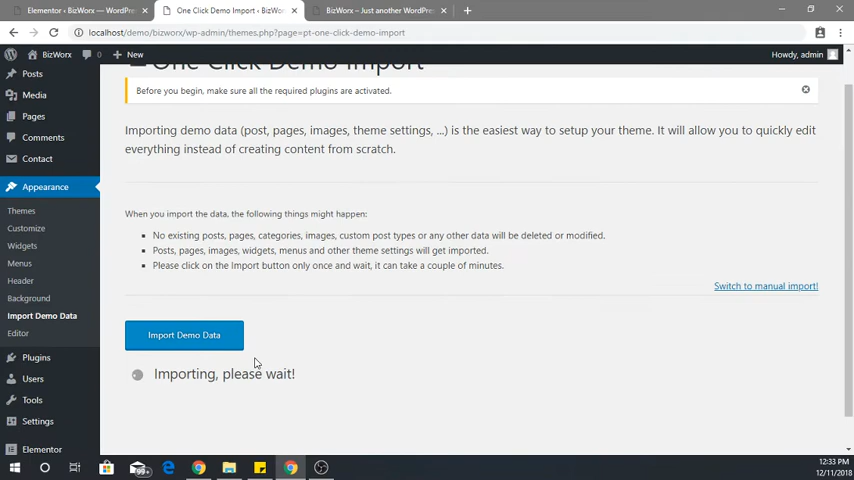 Elementor ‹ BizWorx — WordPre
One Click Demo Import ‹ BizWorx
BizWorx – Just another WordPress
localhost/demo/bizworx/wp-admin/themes.php?page=pt-one-click-demo-import
BizWorx
0
+ New
Howdy, admin
Posts
Media
Pages
Comments
Contact
Appearance
Themes
Customize
Widgets
Menus
Header
Background
Import Demo Data
Editor
Plugins
Users
Tools
Settings
Elementor
One Click Demo Import
Before you begin, make sure all the required plugins are activated.
Importing demo data (post, pages, images, theme settings, ...) is the easiest way to setup your theme. It will allow you to quickly edit
everything instead of creating content from scratch.
When you import the data, the following things might happen:
No existing posts, pages, categories, images, custom post types or any other data will be deleted or modified.
Posts, pages, images, widgets, menus and other theme settings will get imported.
Please click on the Import button only once and wait, it can take a couple of minutes.
Switch to manual import!
Import Demo Data
Importing, please wait!
99+
12:33 PM
12/11/2018